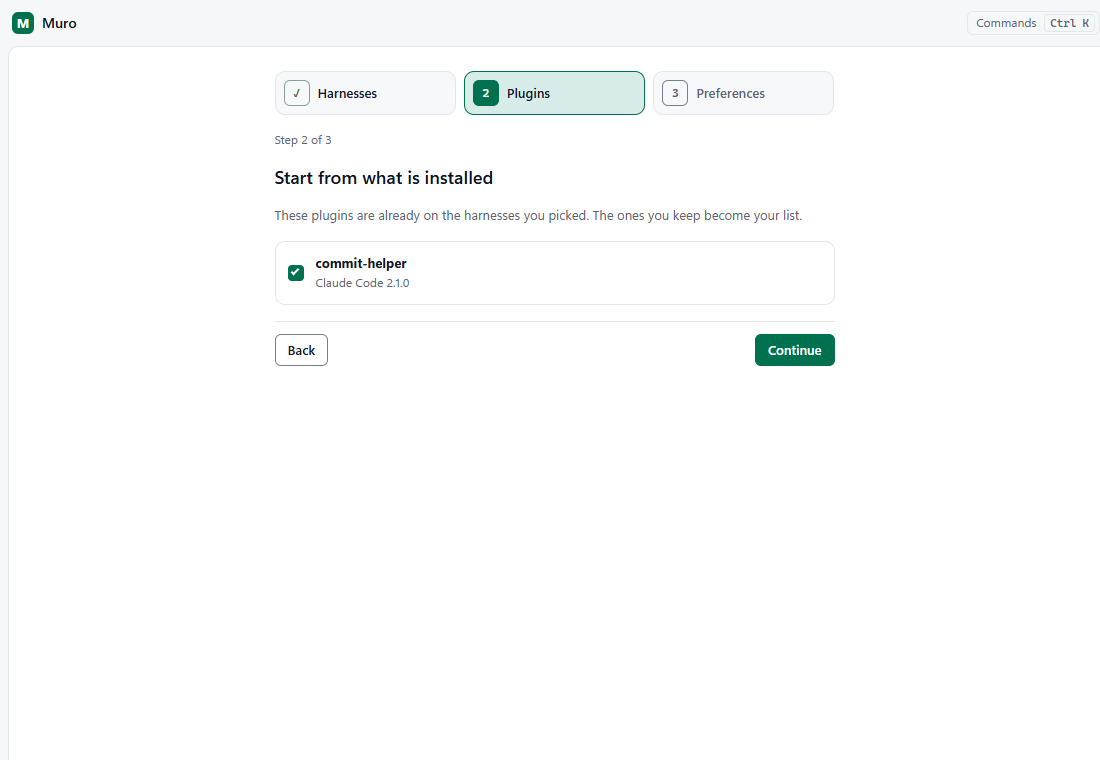 M Muro
Commands Ctrl K
✓ Harnesses
2 Plugins
3 Preferences
Step 2 of 3
Start from what is installed
These plugins are already on the harnesses you picked. The ones you keep become your list.
commit-helper
Claude Code 2.1.0
Back
Continue